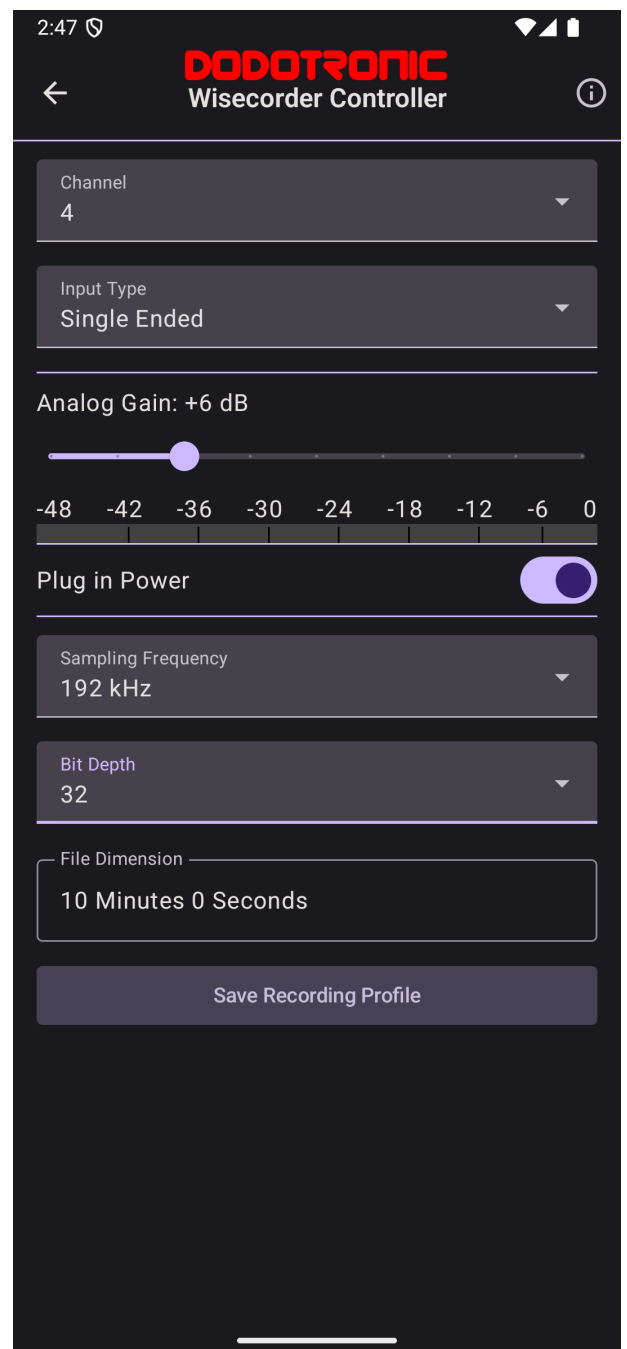 2:47
DODOTRONIC
Wisecorder Controller
Channel
4
Input Type
Single Ended
Analog Gain: +6 dB
-48 -42 -36 -30 -24 -18 -12 -6 0
Plug in Power
Sampling Frequency
192 kHz
Bit Depth
32
File Dimension
10 Minutes 0 Seconds
Save Recording Profile